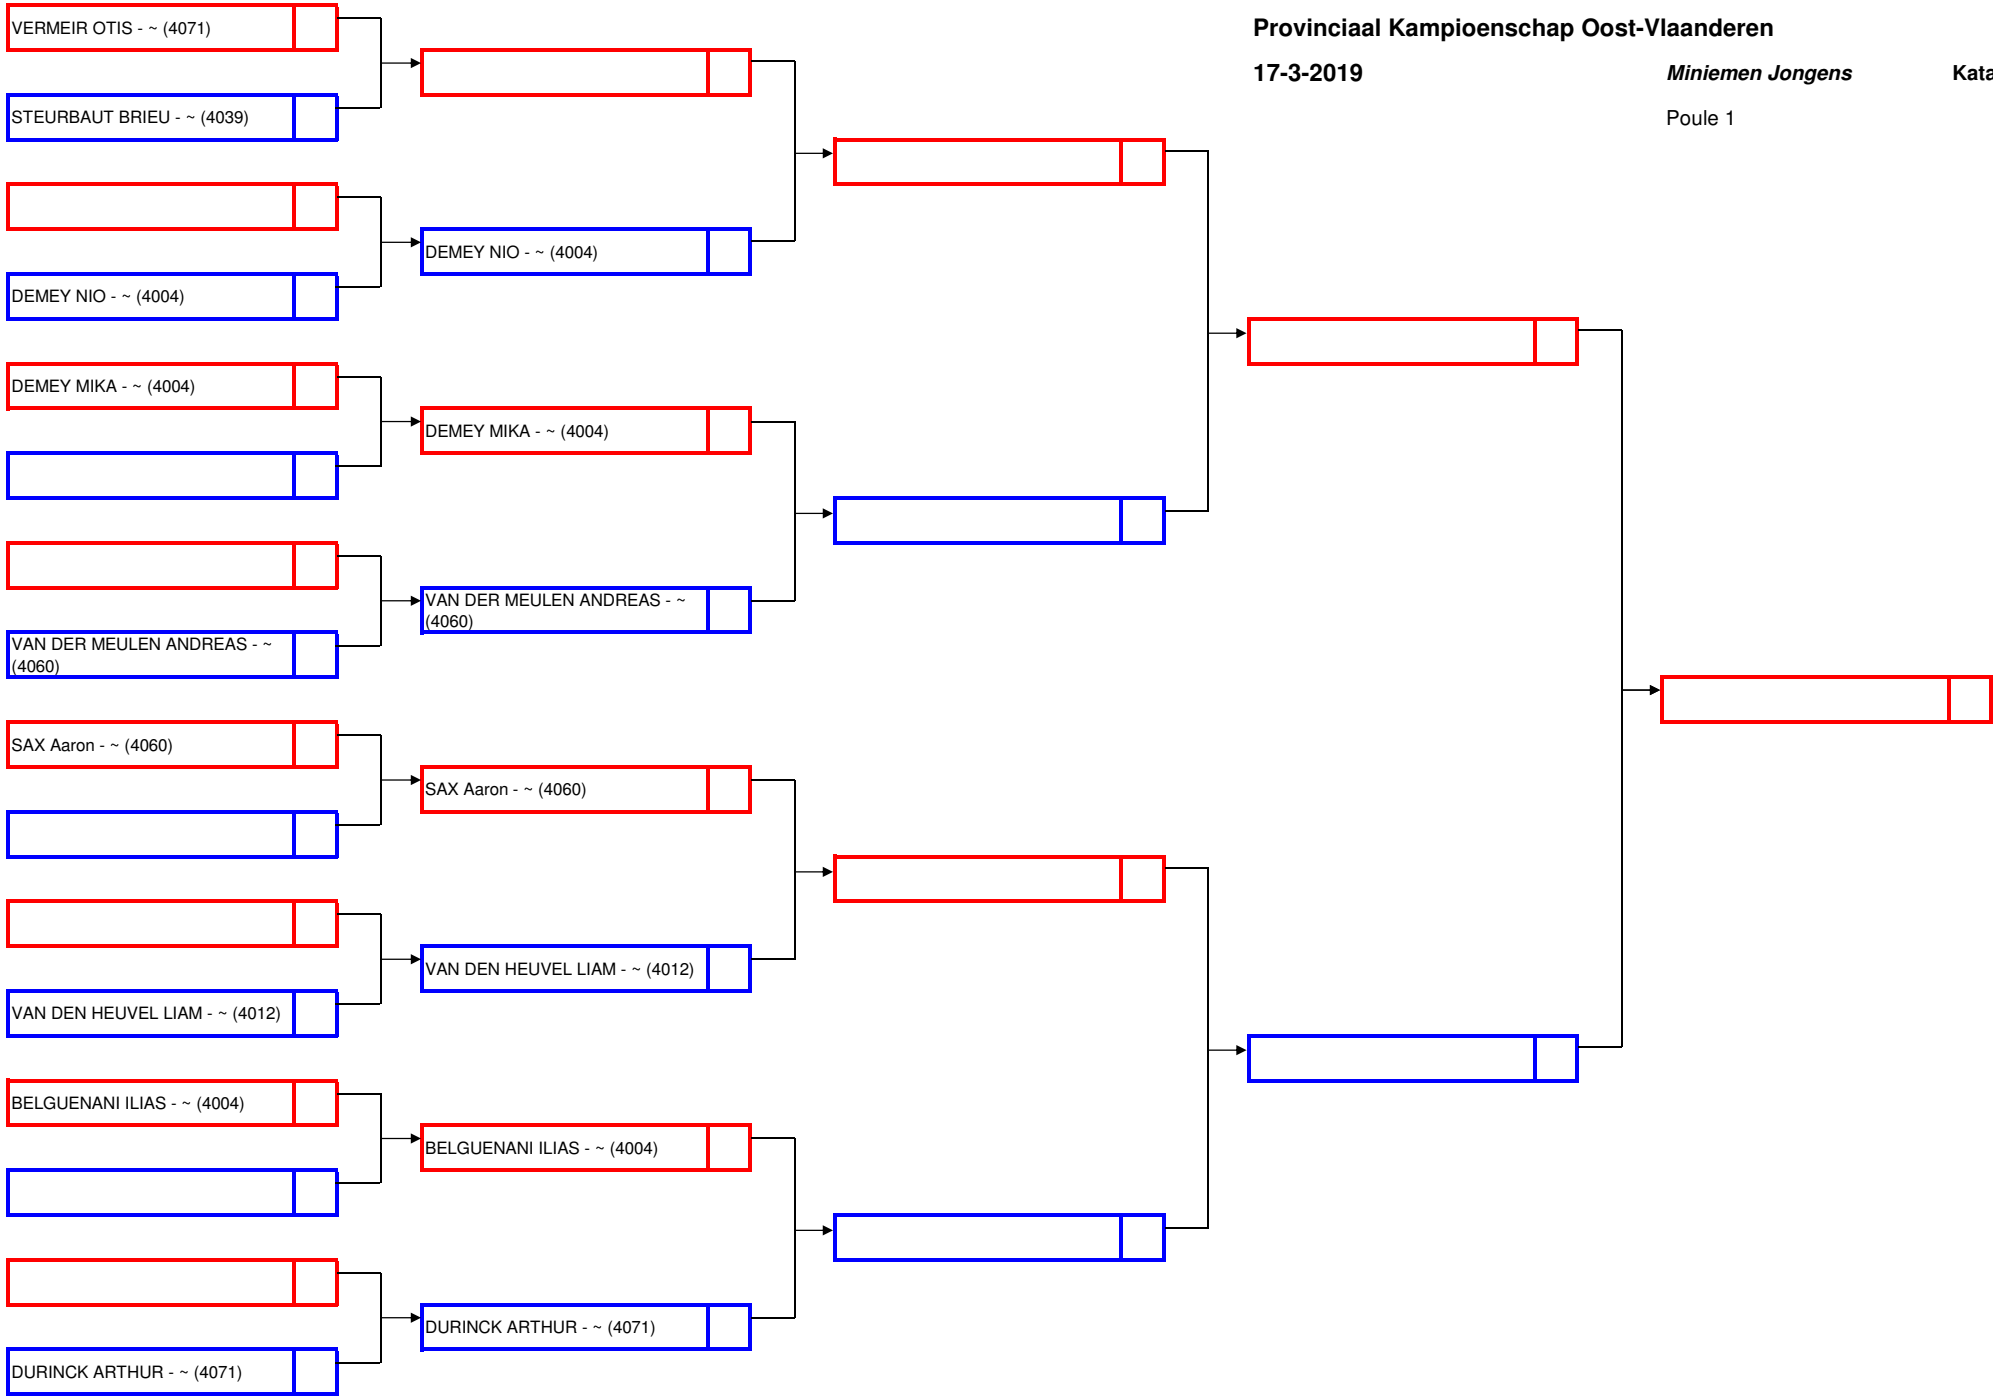 Provinciaal Kampioenschap Oost-Vlaanderen
17-3-2019
Miniemen Jongens
Kata
Poule 1
VERMEIR OTIS - ~ (4071)
STEURBAUT BRIEU - ~ (4039)
DEMEY NIO - ~ (4004)
DEMEY MIKA - ~ (4004)
VAN DER MEULEN ANDREAS - ~
(4060)
SAX Aaron - ~ (4060)
VAN DEN HEUVEL LIAM - ~ (4012)
BELGUENANI ILIAS - ~ (4004)
DURINCK ARTHUR - ~ (4071)
DEMEY NIO - ~ (4004)
DEMEY MIKA - ~ (4004)
VAN DER MEULEN ANDREAS - ~
(4060)
SAX Aaron - ~ (4060)
VAN DEN HEUVEL LIAM - ~ (4012)
BELGUENANI ILIAS - ~ (4004)
DURINCK ARTHUR - ~ (4071)